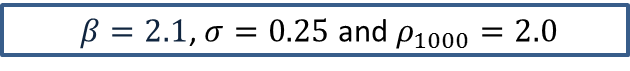 β = 2.1, σ = 0.25 and ρ₁₀₀₀ = 2.0